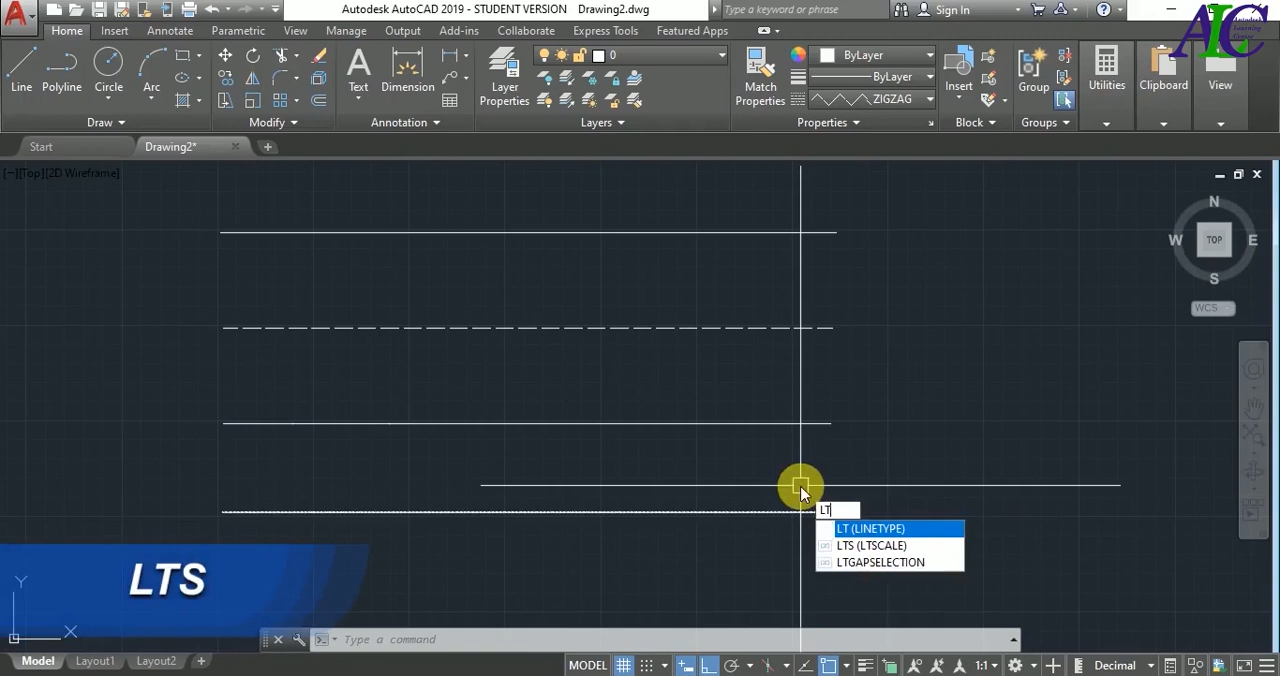 Autodesk AutoCAD 2019 - STUDENT VERSION Drawing2.dwg
Type a keyword or phrase
Sign In
ALC
Home Insert Annotate Parametric View Manage Output Add-ins Collaborate Express Tools Featured Apps
Line Polyline Circle Arc
Text Dimension
Layer Properties
0
Match Properties
ByLayer
ByLayer
ZIGZAG
Insert
Group
Utilities
Clipboard
View
Draw Modify Annotation Layers Properties Block Groups
Start Drawing2*
[−][Top][2D Wireframe]
N
W TOP E
S
WCS
LT
LT (LINETYPE)
LTS (LTSCALE)
LTGAPSELECTION
LTS
Y
X
Type a command
Model Layout1 Layout2
MODEL 1:1 Decimal